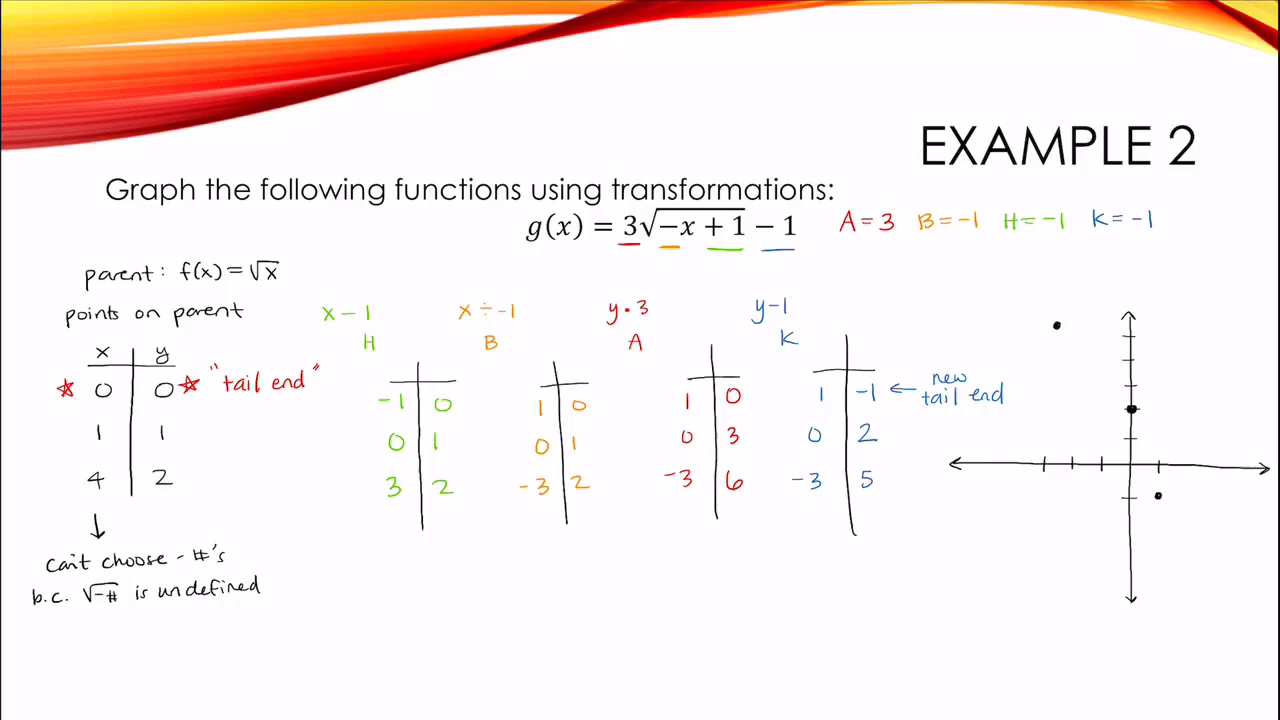 EXAMPLE 2
Graph the following functions using transformations:
g(x) = 3√(-x + 1) - 1
A = 3 B = -1 H = -1 K = -1
parent: f(x) = √x
points on parent
x y
0 0 "tail end"
1 1
4 2
can't choose - #'s
b.c. √-# is undefined
x - 1
H
-1 0
0 1
3 2
x ÷ -1
B
1 0
0 1
-3 2
y · 3
A
1 0
0 3
-3 6
y - 1
K
1 -1 ← new tail end
0 2
-3 5